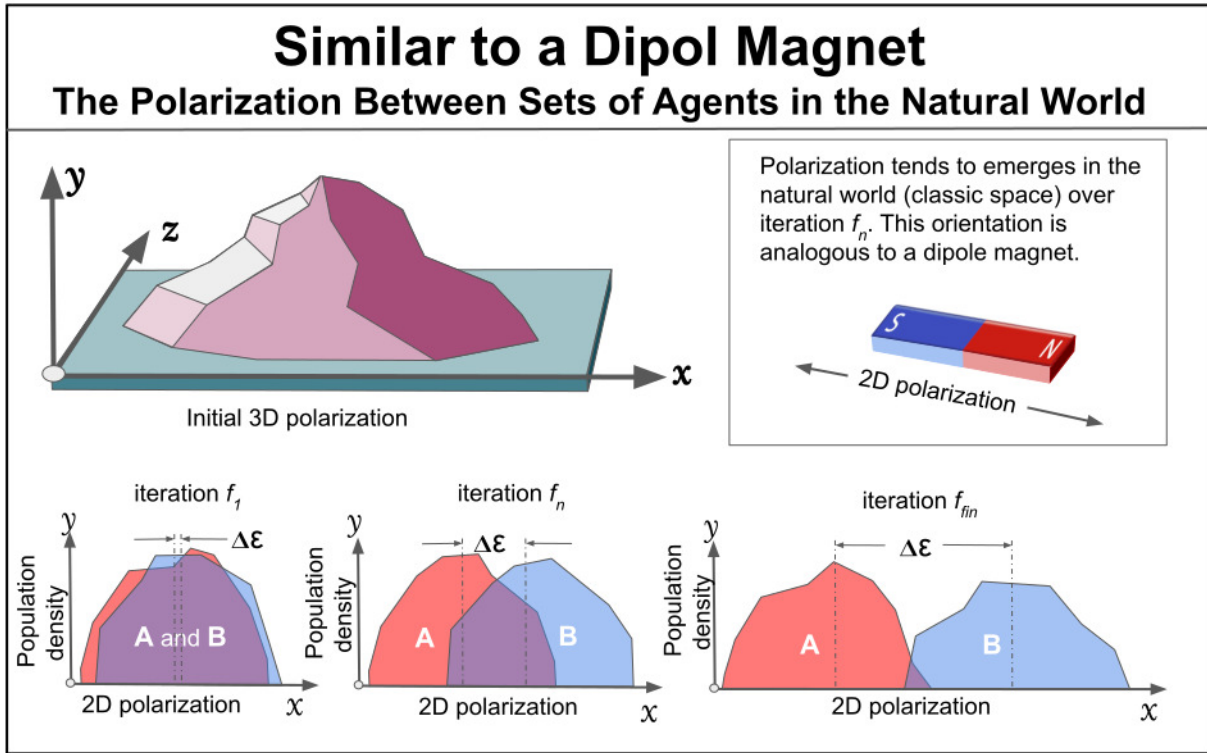 Similar to a Dipol Magnet
The Polarization Between Sets of Agents in the Natural World
y
z
x
Initial 3D polarization
Polarization tends to emerges in the
natural world (classic space) over
iteration fn. This orientation is
analogous to a dipole magnet.
S
N
2D polarization
iteration f1
y
Δε
Population
density
A and B
2D polarization
x
iteration fn
y
Δε
Population
density
A
B
2D polarization
x
iteration ffin
y
Δε
Population
density
A
B
2D polarization
x